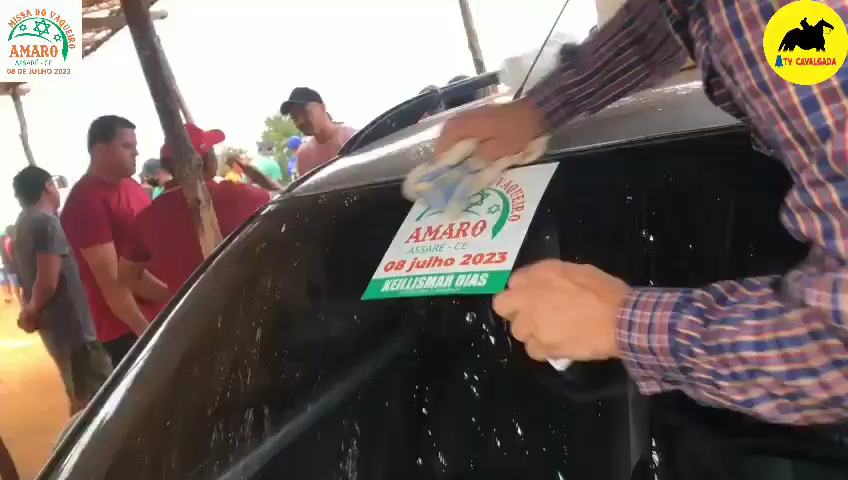 MISSA DO VAQUEIRO
AMARO
ASSARÉ - CE
08 DE JULHO 2023
TV CAVALGADA
VAQUEIRO
AMARO
ASSARÉ - CE
08 julho 2023
KEILLISMAR DIAS